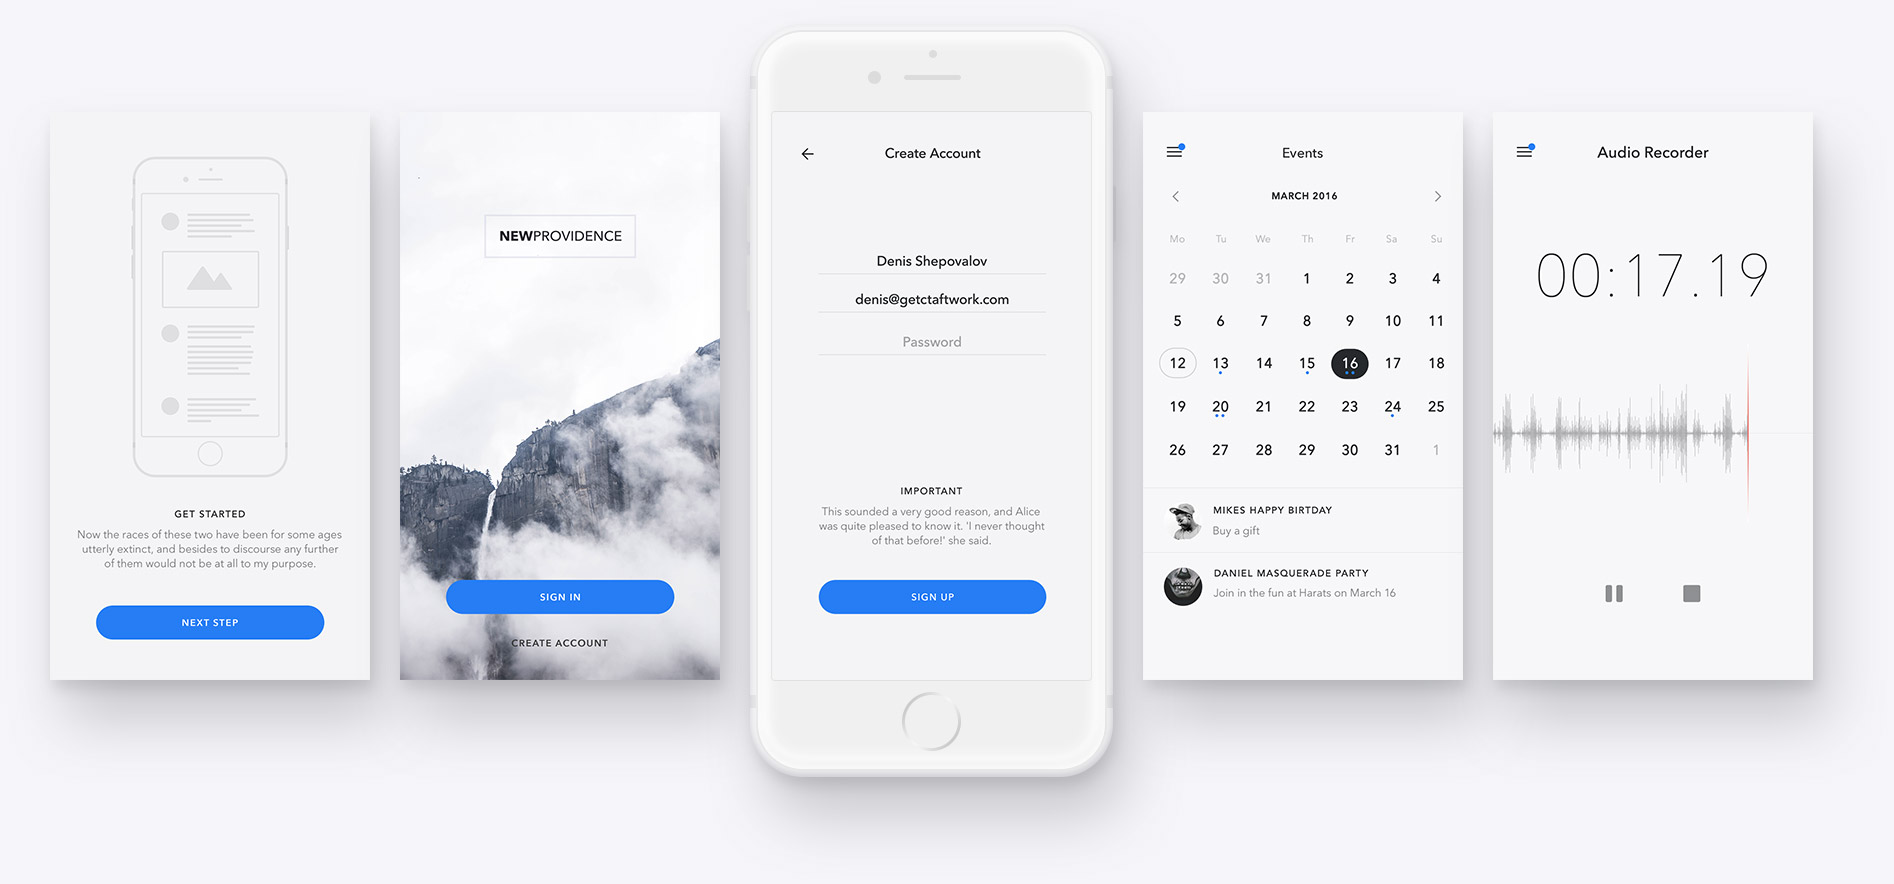 GET STARTED
Now the races of these two have been for some ages
utterly extinct, and besides to discourse any further
of them would not be at all to my purpose.
NEXT STEP
NEWPROVIDENCE
SIGN IN
CREATE ACCOUNT
Create Account
Denis Shepovalov
denis@getctaftwork.com
Password
IMPORTANT
This sounded a very good reason, and Alice
was quite pleased to know it. 'I never thought
of that before!' she said.
SIGN UP
Events
MARCH 2016
Mo Tu We Th Fr Sa Su
29 30 31 1 2 3 4
5 6 7 8 9 10 11
12 13 14 15 16 17 18
19 20 21 22 23 24 25
26 27 28 29 30 31 1
MIKES HAPPY BIRTDAY
Buy a gift
DANIEL MASQUERADE PARTY
Join in the fun at Harats on March 16
Audio Recorder
00:17.19